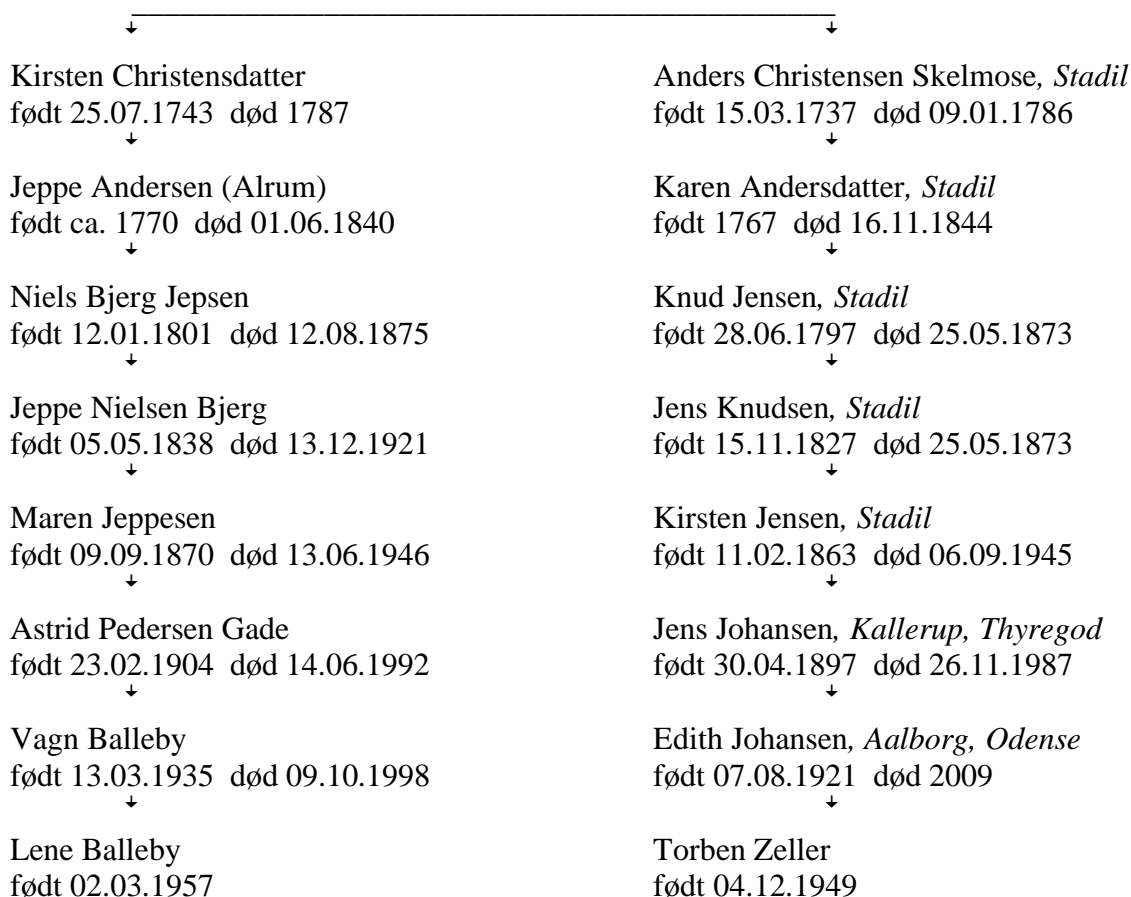 Kirsten Christensdatter
født 25.07.1743 død 1787
Jeppe Andersen (Alrum)
født ca. 1770 død 01.06.1840
Niels Bjerg Jepsen
født 12.01.1801 død 12.08.1875
Jeppe Nielsen Bjerg
født 05.05.1838 død 13.12.1921
Maren Jeppesen
født 09.09.1870 død 13.06.1946
Astrid Pedersen Gade
født 23.02.1904 død 14.06.1992
Vagn Balleby
født 13.03.1935 død 09.10.1998
Lene Balleby
født 02.03.1957
Anders Christensen Skelmose, Stadil
født 15.03.1737 død 09.01.1786
Karen Andersdatter, Stadil
født 1767 død 16.11.1844
Knud Jensen, Stadil
født 28.06.1797 død 25.05.1873
Jens Knudsen, Stadil
født 15.11.1827 død 25.05.1873
Kirsten Jensen, Stadil
født 11.02.1863 død 06.09.1945
Jens Johansen, Kallerup, Thyregod
født 30.04.1897 død 26.11.1987
Edith Johansen, Aalborg, Odense
født 07.08.1921 død 2009
Torben Zeller
født 04.12.1949